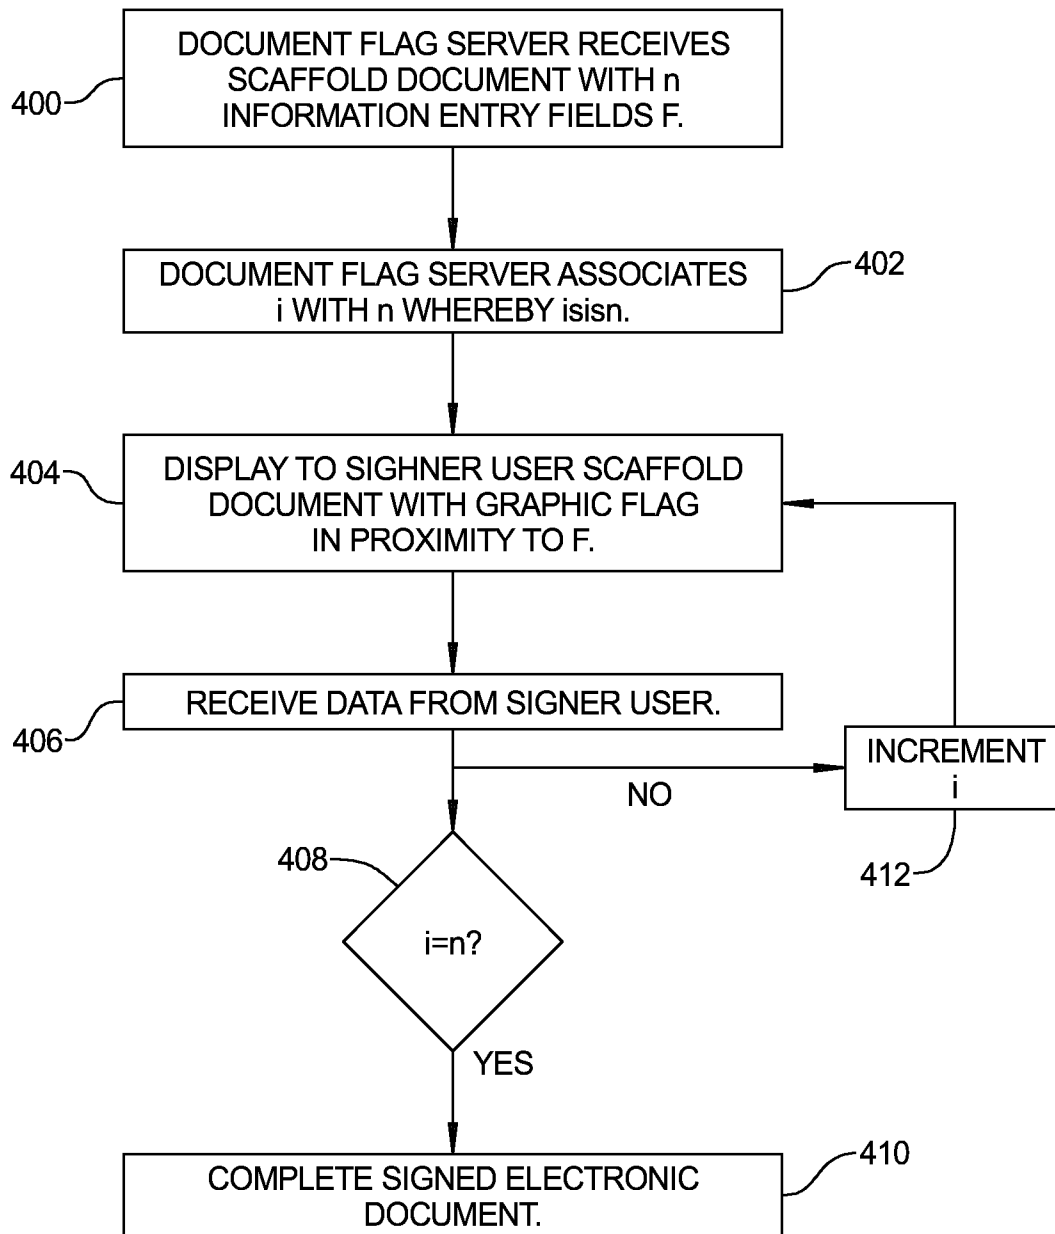 DOCUMENT FLAG SERVER RECEIVES
SCAFFOLD DOCUMENT WITH n
INFORMATION ENTRY FIELDS F.
400
DOCUMENT FLAG SERVER ASSOCIATES
i WITH n WHEREBY isisn.
402
DISPLAY TO SIGHNER USER SCAFFOLD
DOCUMENT WITH GRAPHIC FLAG
IN PROXIMITY TO F.
404
RECEIVE DATA FROM SIGNER USER.
406
NO
INCREMENT
i
412
408
i=n?
YES
COMPLETE SIGNED ELECTRONIC
DOCUMENT.
410